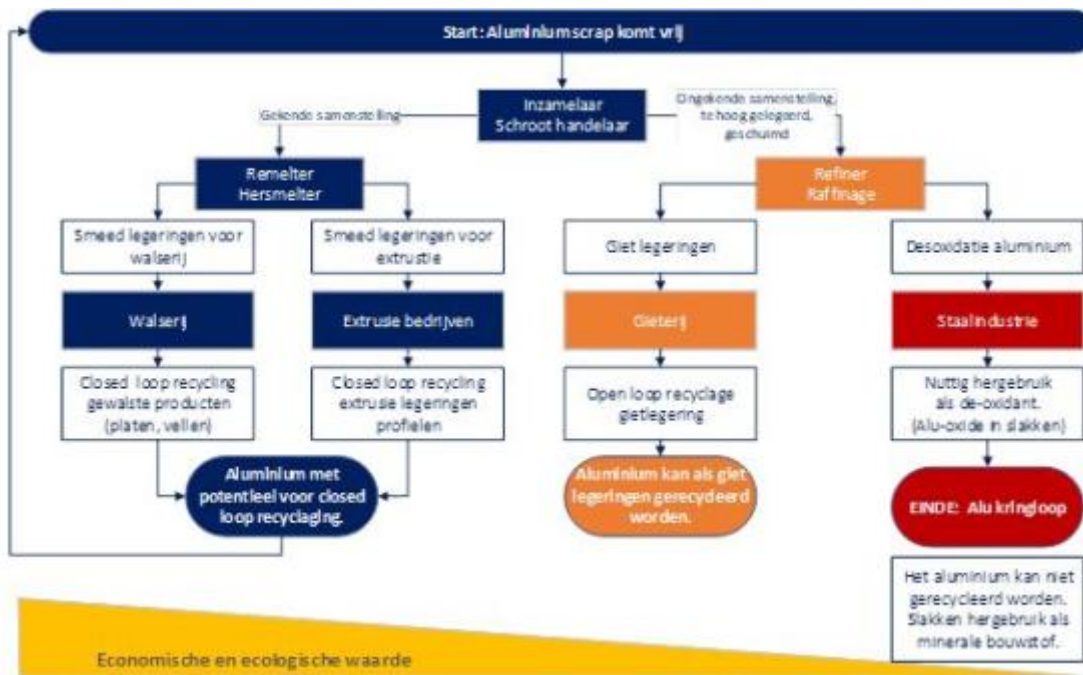 Start: Aluminium scrap komt vrij
Inzamelaar
Schroot handelaar
Gekende samenstelling
Ongekende samenstelling,
te hoog gelegeerd,
geschuimd
Remelter
Hersmelter
Refiner
Raffinage
Smeed legeringen voor
walserij
Smeed legeringen voor
extrustie
Giet legeringen
Desoxidatie aluminium
Walserij
Extrusie bedrijven
Gieterij
Staalindustrie
Closed loop recycling
gewalste producten
(platen, vellen)
Closed loop recycling
extrusie legeringen
profielen
Open loop recyclage
gietlegering
Nuttig hergebruik
als de-oxidant.
(Alu-oxide in slakken)
Aluminium met
potentieel voor closed
loop recyclaging.
Aluminium kan als giet
legeringen gerecycleerd
worden.
EINDE: Alu kringloop
Het aluminium kan niet
gerecycleerd worden.
Slakken hergebruik als
minerale bouwstof.
Economische en ecologische waarde